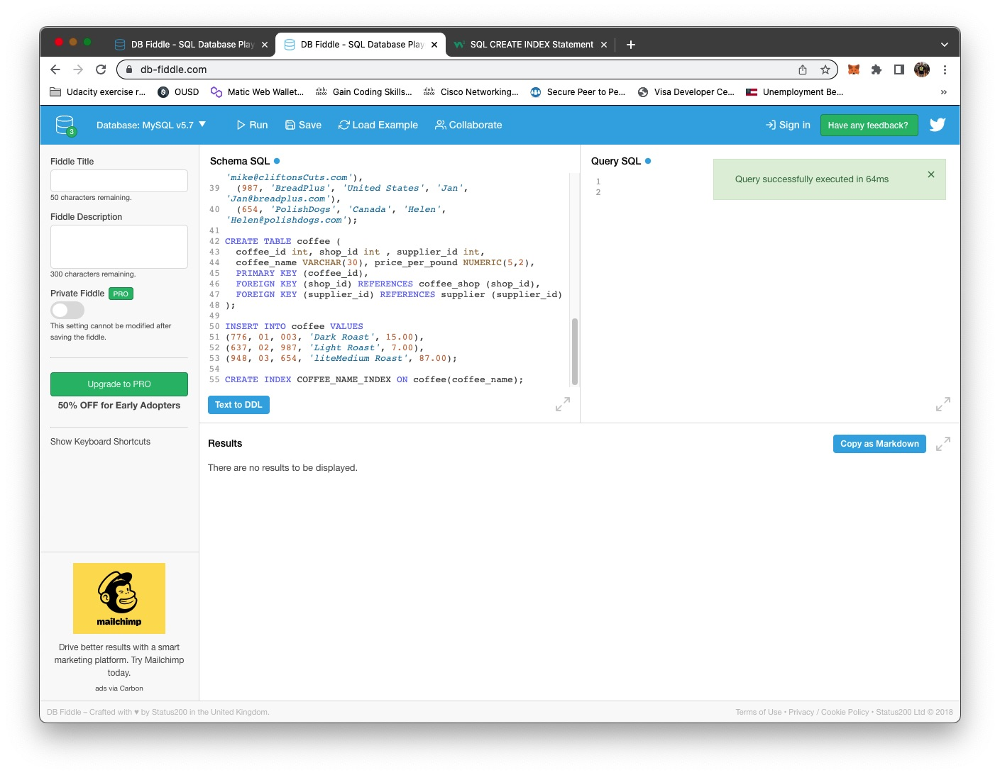 DB Fiddle - SQL Database Play
DB Fiddle - SQL Database Play
SQL CREATE INDEX Statement
db-fiddle.com
Udacity exercise r...
OUSD
Matic Web Wallet...
Gain Coding Skills...
Cisco Networking...
Secure Peer to Pe...
Visa Developer Ce...
Unemployment Be...
»
3
Database: MySQL v5.7
Run
Save
Load Example
Collaborate
Sign in
Have any feedback?
Fiddle Title
50 characters remaining.
Fiddle Description
300 characters remaining.
Private Fiddle PRO
This setting cannot be modified after
saving the fiddle.
Upgrade to PRO
50% OFF for Early Adopters
Show Keyboard Shortcuts
mailchimp
Drive better results with a smart
marketing platform. Try Mailchimp
today.
ads via Carbon
Schema SQL
'mike@cliftonsCuts.com'),
39 (987, 'BreadPlus', 'United States', 'Jan',
'Jan@breadplus.com'),
40 (654, 'PolishDogs', 'Canada', 'Helen',
'Helen@polishdogs.com');
41
42 CREATE TABLE coffee (
43 coffee_id int, shop_id int , supplier_id int,
44 coffee_name VARCHAR(30), price_per_pound NUMERIC(5,2),
45 PRIMARY KEY (coffee_id),
46 FOREIGN KEY (shop_id) REFERENCES coffee_shop (shop_id),
47 FOREIGN KEY (supplier_id) REFERENCES supplier (supplier_id)
48 );
49
50 INSERT INTO coffee VALUES
51 (776, 01, 003, 'Dark Roast', 15.00),
52 (637, 02, 987, 'Light Roast', 7.00),
53 (948, 03, 654, 'liteMedium Roast', 87.00);
54
55 CREATE INDEX COFFEE_NAME_INDEX ON coffee(coffee_name);
Text to DDL
Query SQL
1
2
Query successfully executed in 64ms
Results
Copy as Markdown
There are no results to be displayed.
DB Fiddle – Crafted with ♥ by Status200 in the United Kingdom.
Terms of Use • Privacy / Cookie Policy • Status200 Ltd © 2018